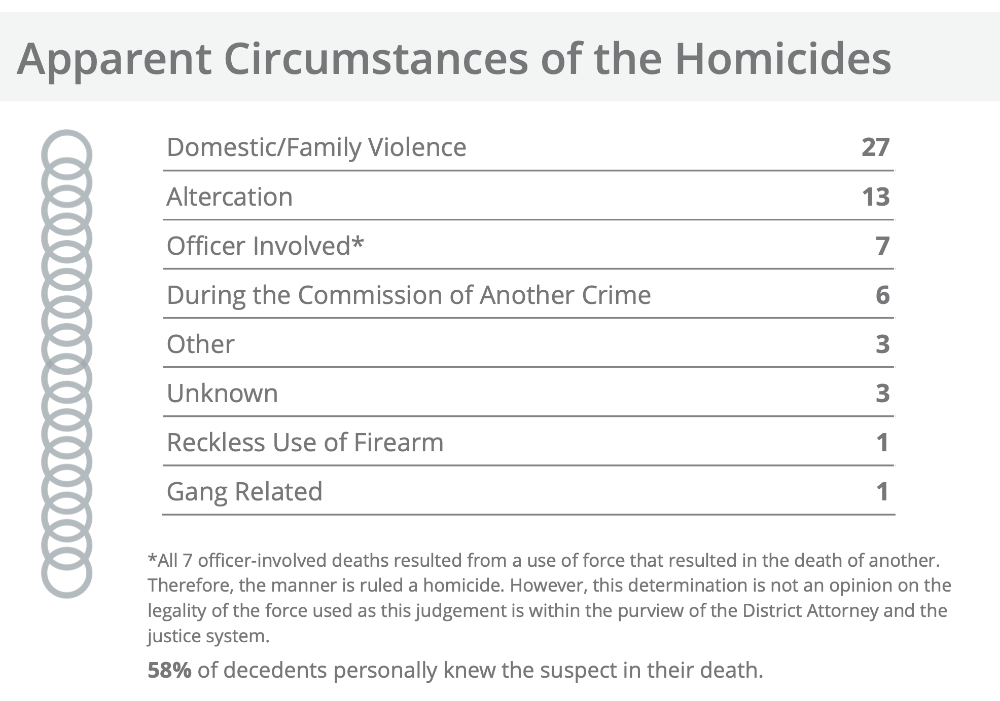 Apparent Circumstances of the Homicides
Domestic/Family Violence 27
Altercation 13
Officer Involved* 7
During the Commission of Another Crime 6
Other 3
Unknown 3
Reckless Use of Firearm 1
Gang Related 1
*All 7 officer-involved deaths resulted from a use of force that resulted in the death of another.
Therefore, the manner is ruled a homicide. However, this determination is not an opinion on the
legality of the force used as this judgement is within the purview of the District Attorney and the
justice system.
58% of decedents personally knew the suspect in their death.